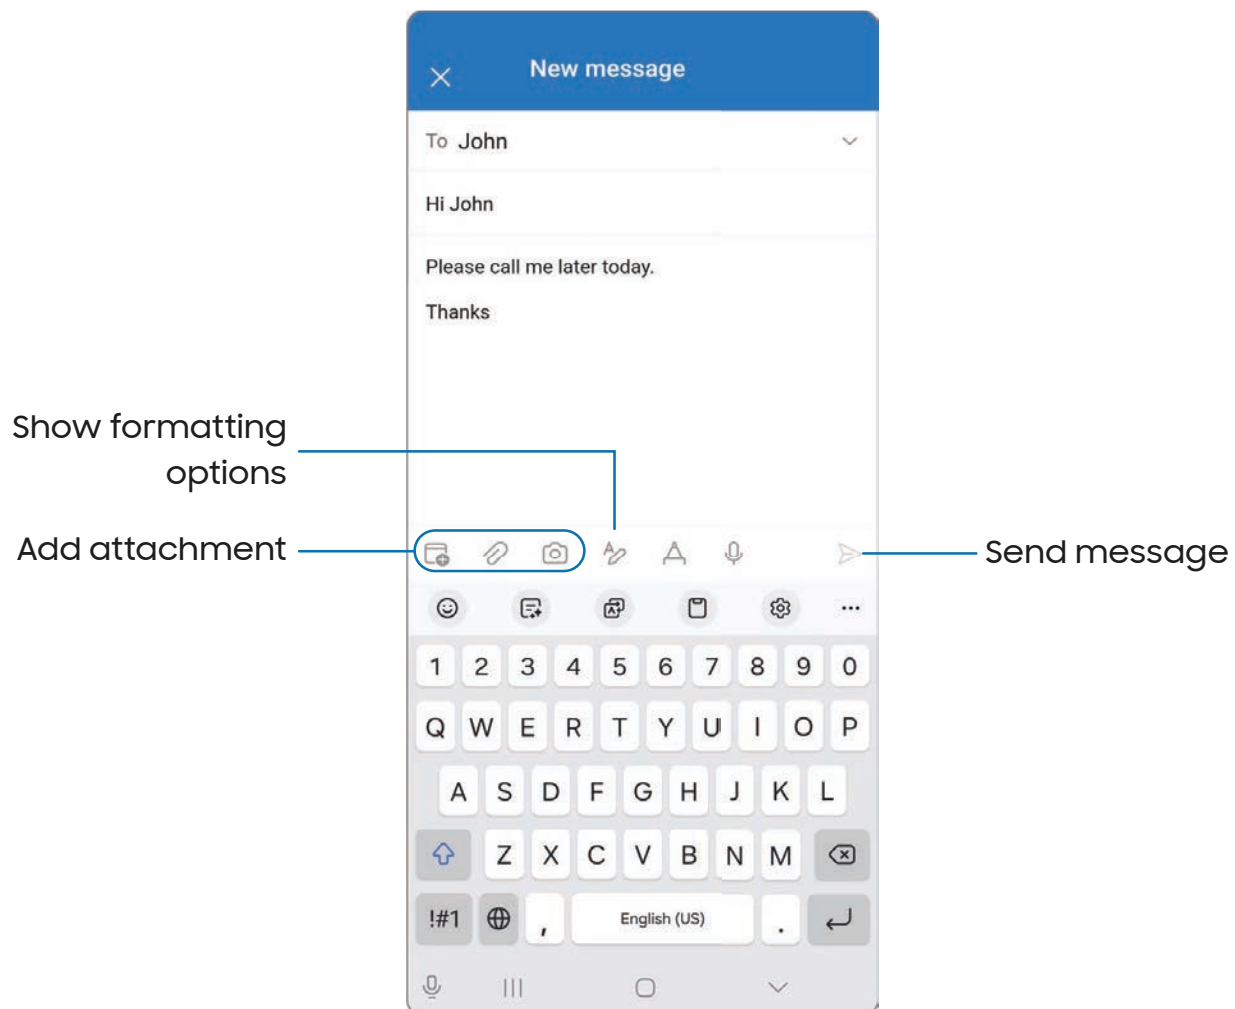 New message
To John
Hi John
Please call me later today.
Thanks
Show formatting
options
Add attachment
Send message
1 2 3 4 5 6 7 8 9 0
Q W E R T Y U I O P
A S D F G H J K L
Z X C V B N M
!#1 , English (US) .